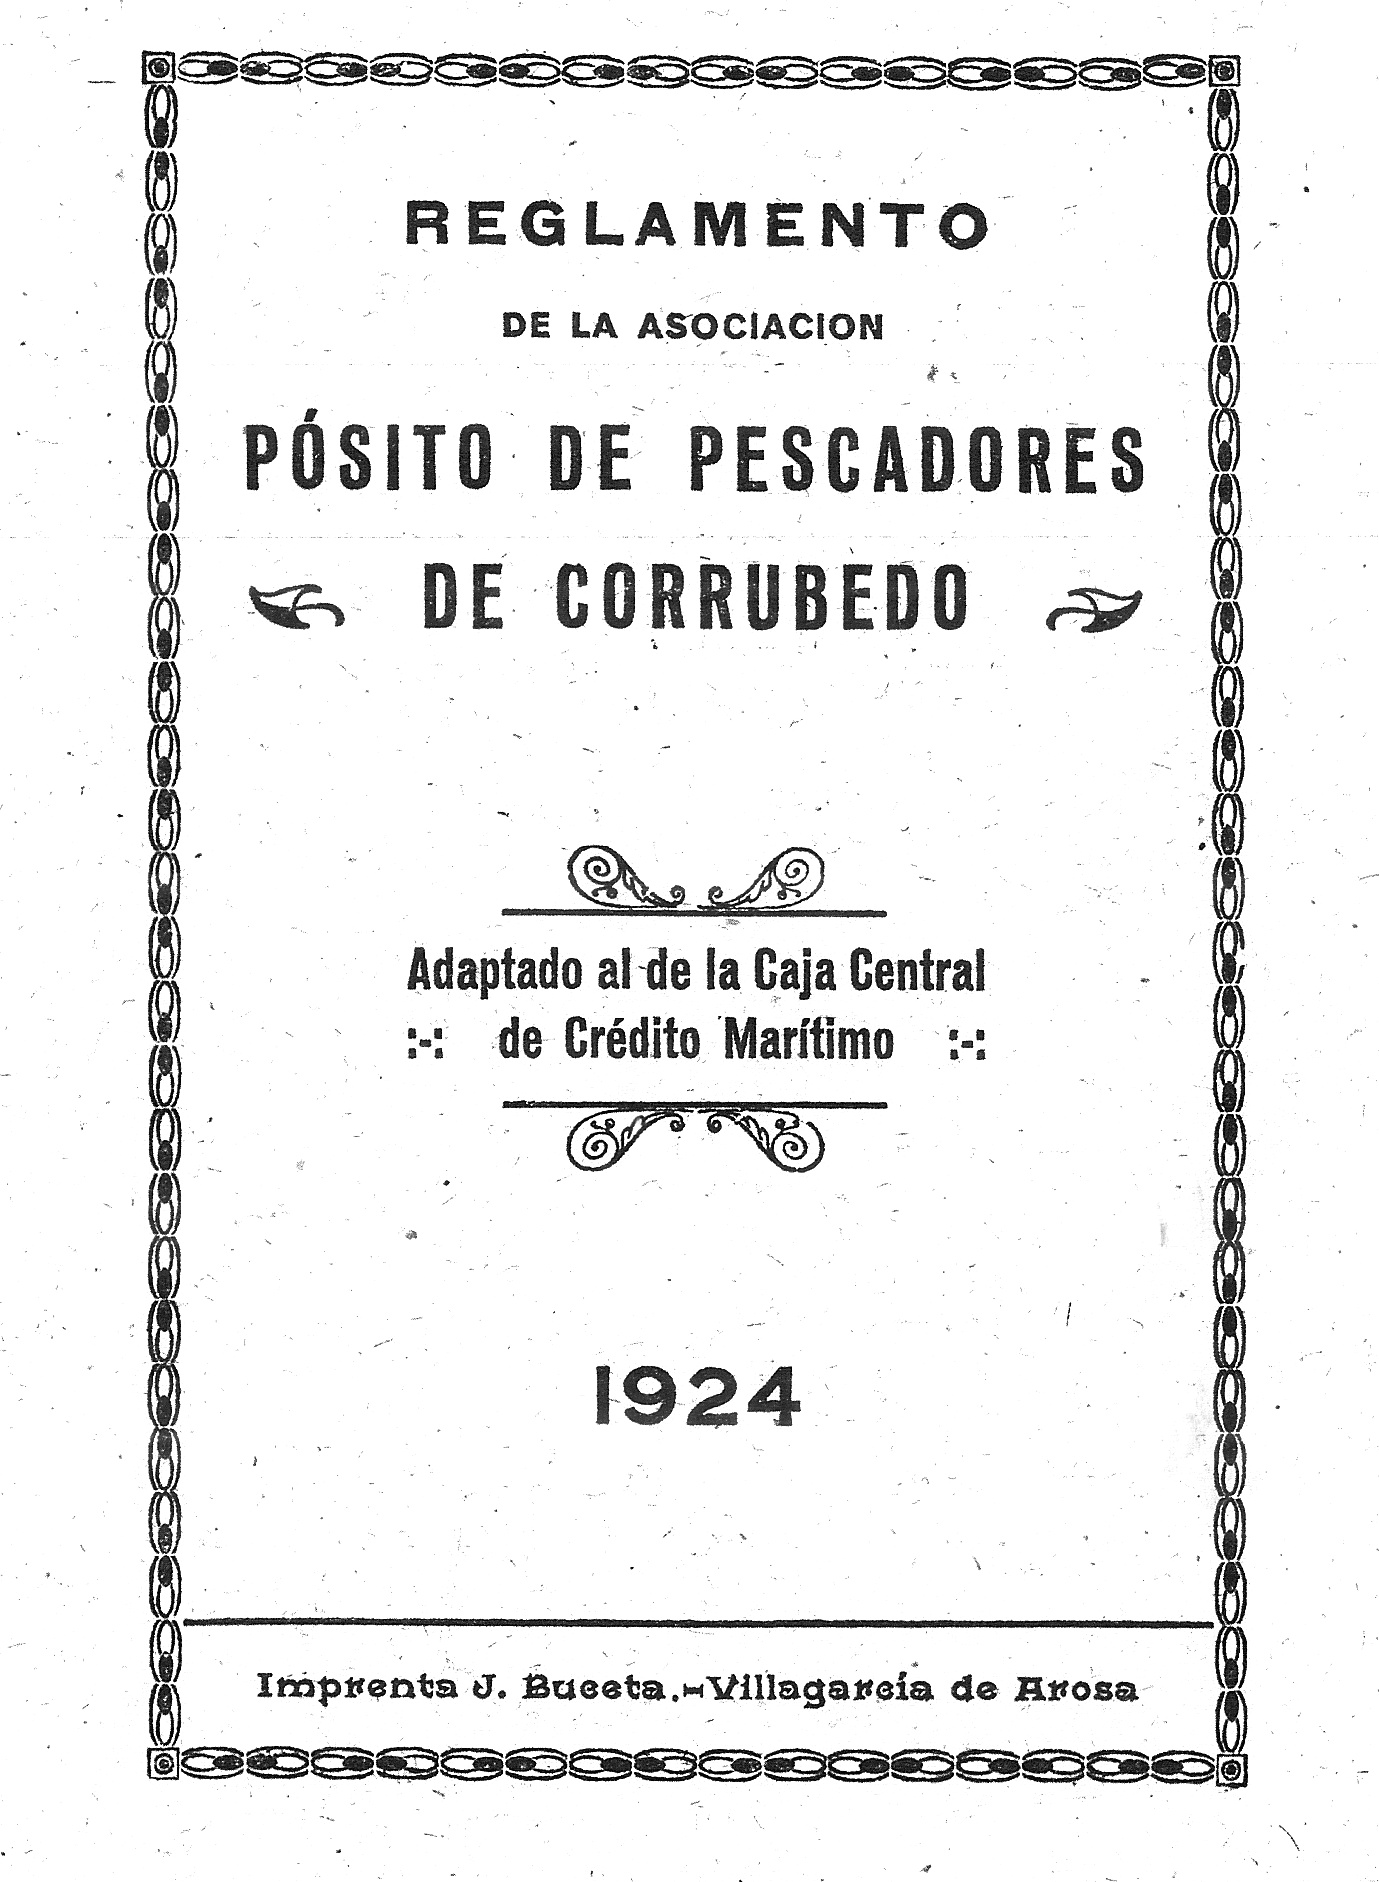 REGLAMENTO
DE LA ASOCIACION
PÓSITO DE PESCADORES
DE CORRUBEDO
Adaptado al de la Caja Central
:-: de Crédito Marítimo :-:
1924
Imprenta J. Buceta.-Villagarcía de Arosa